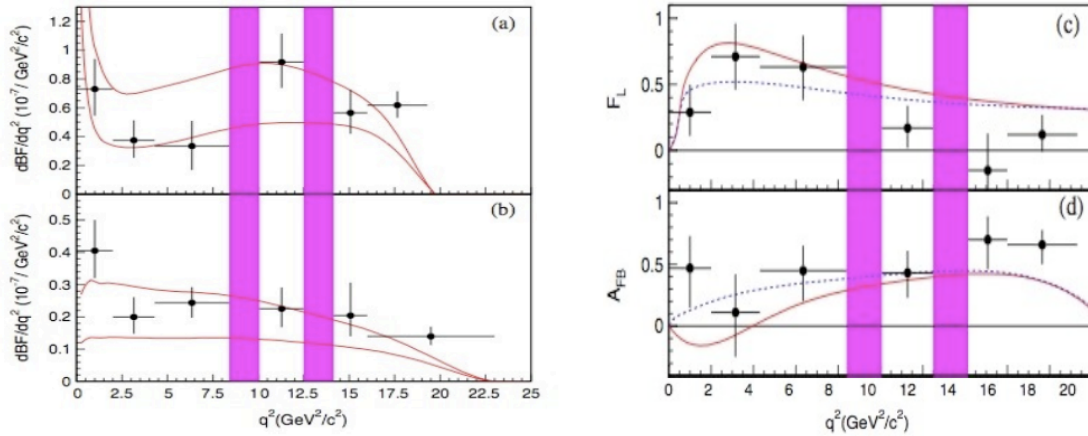 (a)
dBF/dq² (10⁻⁷/ GeV²/c²)
1.2
1
0.8
0.6
0.4
0.2
0
(b)
dBF/dq² (10⁻⁷/ GeV²/c²)
0.5
0.4
0.3
0.2
0.1
0
0 2.5 5 7.5 10 12.5 15 17.5 20 22.5 25
q²(GeV²/c²)
(c)
F_L
1
0.5
0
(d)
A_FB
1
0.5
0
0 2 4 6 8 10 12 14 16 18 20
q²(GeV²/c²)